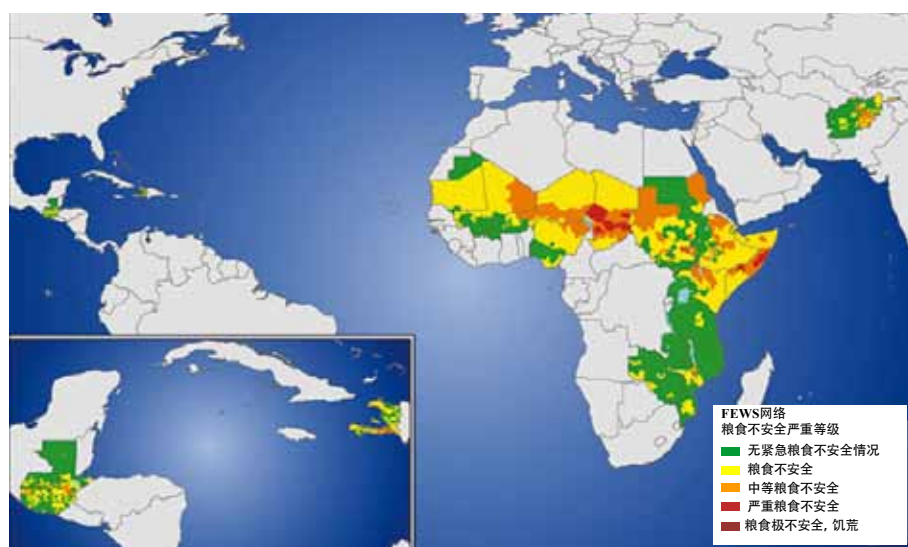 FEWS网络
粮食不安全严重等级
无紧急粮食不安全情况
粮食不安全
中等粮食不安全
严重粮食不安全
粮食极不安全, 饥荒